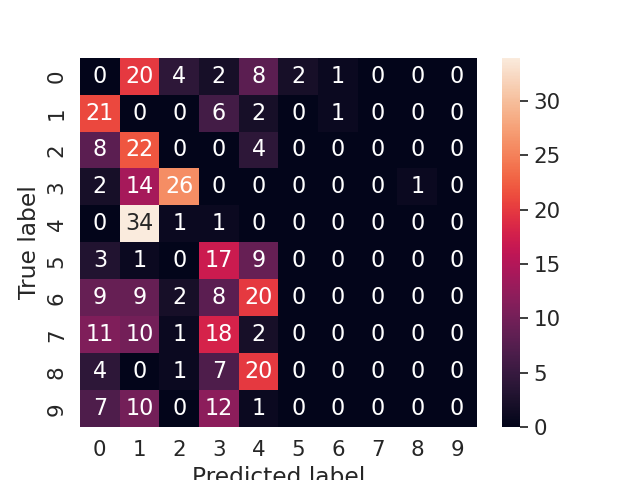 0 0 20 4 2 8 2 1 0 0 0
1 21 0 0 6 2 0 1 0 0 0
2 8 22 0 0 4 0 0 0 0 0
3 2 14 26 0 0 0 0 0 1 0
4 0 34 1 1 0 0 0 0 0 0
5 3 1 0 17 9 0 0 0 0 0
6 9 9 2 8 20 0 0 0 0 0
7 11 10 1 18 2 0 0 0 0 0
8 4 0 1 7 20 0 0 0 0 0
9 7 10 0 12 1 0 0 0 0 0
0 1 2 3 4 5 6 7 8 9
True label
Predicted label
30
25
20
15
10
5
0